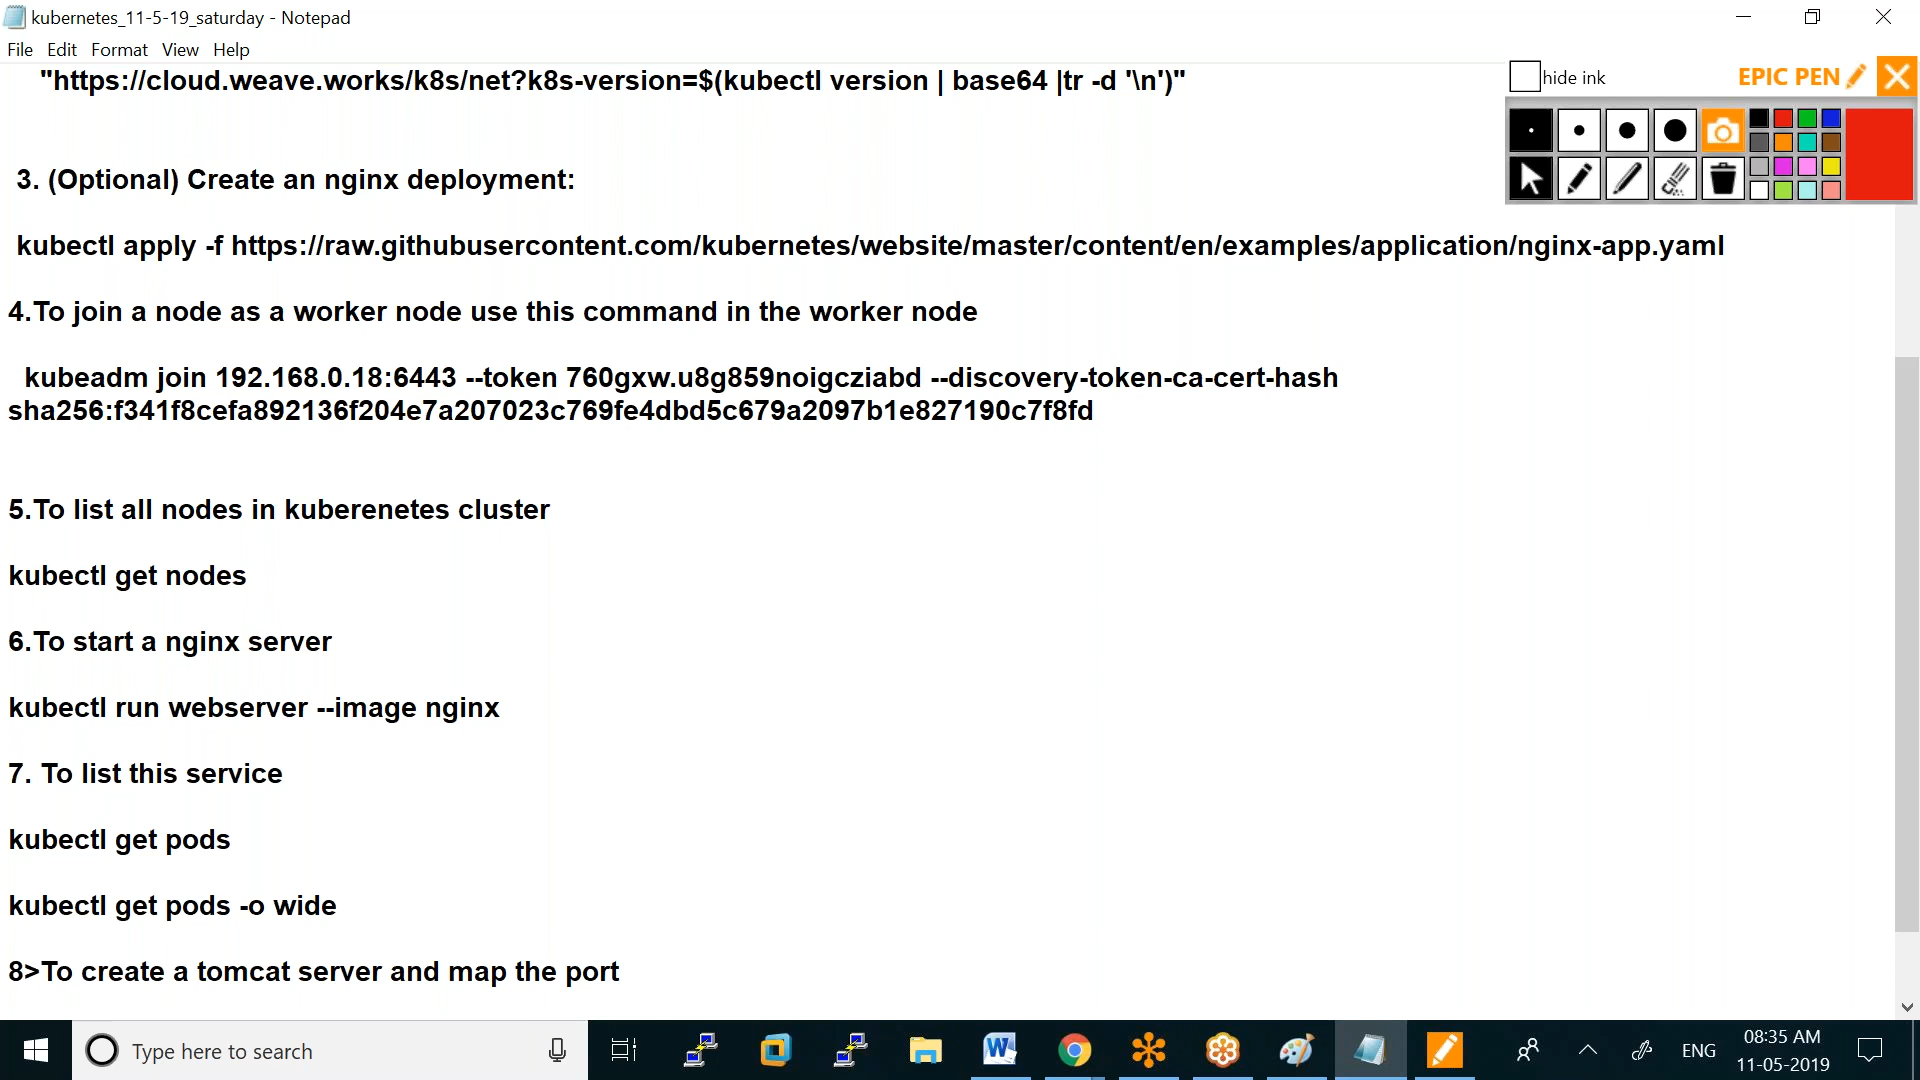 kubernetes_11-5-19_saturday - Notepad
File Edit Format View Help
"https://cloud.weave.works/k8s/net?k8s-version=$(kubectl version | base64 |tr -d '\n')"
hide ink
EPIC PEN
3. (Optional) Create an nginx deployment:
kubectl apply -f https://raw.githubusercontent.com/kubernetes/website/master/content/en/examples/application/nginx-app.yaml
4.To join a node as a worker node use this command in the worker node
kubeadm join 192.168.0.18:6443 --token 760gxw.u8g859noigcziabd --discovery-token-ca-cert-hash
sha256:f341f8cefa892136f204e7a207023c769fe4dbd5c679a2097b1e827190c7f8fd
5.To list all nodes in kuberenetes cluster
kubectl get nodes
6.To start a nginx server
kubectl run webserver --image nginx
7. To list this service
kubectl get pods
kubectl get pods -o wide
8>To create a tomcat server and map the port
Type here to search
W
ENG
08:35 AM
11-05-2019